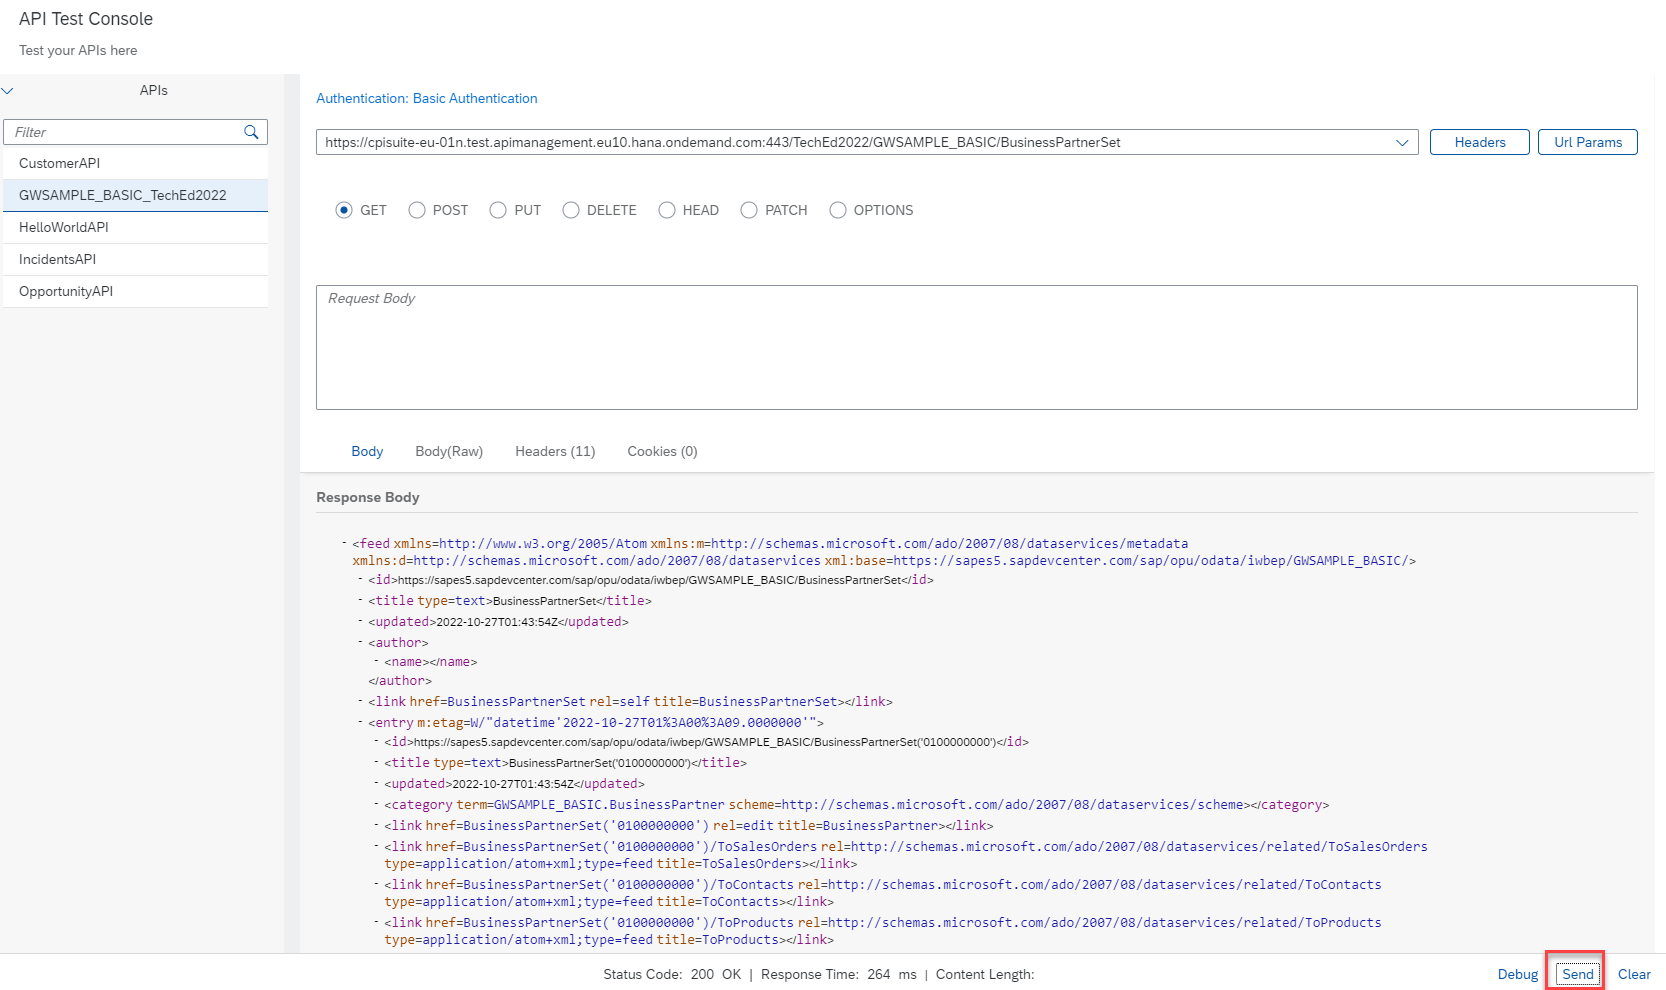 API Test Console
Test your APIs here
APIs
Filter
CustomerAPI
GWSAMPLE_BASIC_TechEd2022
HelloWorldAPI
IncidentsAPI
OpportunityAPI
Authentication: Basic Authentication
https://cpisuite-eu-01n.test.apimanagement.eu10.hana.ondemand.com:443/TechEd2022/GWSAMPLE_BASIC/BusinessPartnerSet
Headers
Url Params
GET POST PUT DELETE HEAD PATCH OPTIONS
Request Body
Body Body(Raw) Headers (11) Cookies (0)
Response Body
- <feed xmlns=http://www.w3.org/2005/Atom xmlns:m=http://schemas.microsoft.com/ado/2007/08/dataservices/metadata
xmlns:d=http://schemas.microsoft.com/ado/2007/08/dataservices xml:base=https://sapes5.sapdevcenter.com/sap/opu/odata/iwbep/GWSAMPLE_BASIC/>
- <id>https://sapes5.sapdevcenter.com/sap/opu/odata/iwbep/GWSAMPLE_BASIC/BusinessPartnerSet</id>
- <title type=text>BusinessPartnerSet</title>
- <updated>2022-10-27T01:43:54Z</updated>
- <author>
- <name></name>
</author>
- <link href=BusinessPartnerSet rel=self title=BusinessPartnerSet></link>
- <entry m:etag=W/"datetime'2022-10-27T01%3A00%3A09.0000000'">
- <id>https://sapes5.sapdevcenter.com/sap/opu/odata/iwbep/GWSAMPLE_BASIC/BusinessPartnerSet('0100000000')</id>
- <title type=text>BusinessPartnerSet('0100000000')</title>
- <updated>2022-10-27T01:43:54Z</updated>
- <category term=GWSAMPLE_BASIC.BusinessPartner scheme=http://schemas.microsoft.com/ado/2007/08/dataservices/scheme></category>
- <link href=BusinessPartnerSet('0100000000') rel=edit title=BusinessPartner></link>
- <link href=BusinessPartnerSet('0100000000')/ToSalesOrders rel=http://schemas.microsoft.com/ado/2007/08/dataservices/related/ToSalesOrders
type=application/atom+xml;type=feed title=ToSalesOrders></link>
- <link href=BusinessPartnerSet('0100000000')/ToContacts rel=http://schemas.microsoft.com/ado/2007/08/dataservices/related/ToContacts
type=application/atom+xml;type=feed title=ToContacts></link>
- <link href=BusinessPartnerSet('0100000000')/ToProducts rel=http://schemas.microsoft.com/ado/2007/08/dataservices/related/ToProducts
type=application/atom+xml;type=feed title=ToProducts></link>
Status Code: 200 OK | Response Time: 264 ms | Content Length:
Debug Send Clear